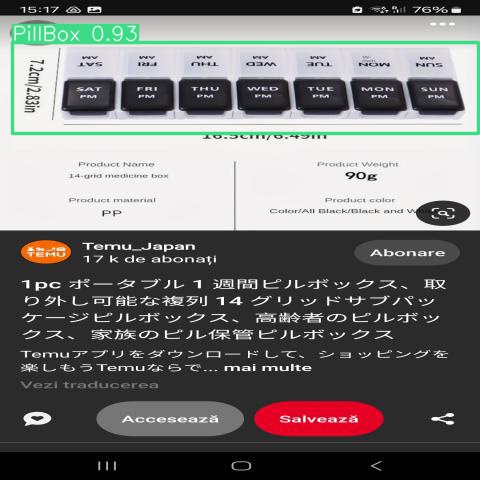 15:17
76%
PillBox 0.93
7.2cm/2.83in
SAT AM FRI AM THU AM WED AM TUE AM MON AM SUN AM
SAT PM FRI PM THU PM WED PM TUE PM MON PM SUN PM
16.5cm/6.49in
Product Name
14-grid medicine box
Product Weight
90g
Product material
PP
Product color
Color/All Black/Black and Wh
TEMU
Temu_Japan
17 k de abonați
Abonare
1pc ポータブル 1 週間ピルボックス、取
り外し可能な複列 14 グリッドサブパッ
ケージピルボックス、高齢者のピルボッ
クス、家族のピル保管ピルボックス
Temuアプリをダウンロードして、ショッピングを
楽しもうTemuならで... mai multe
Vezi traducerea
Accesează
Salvează